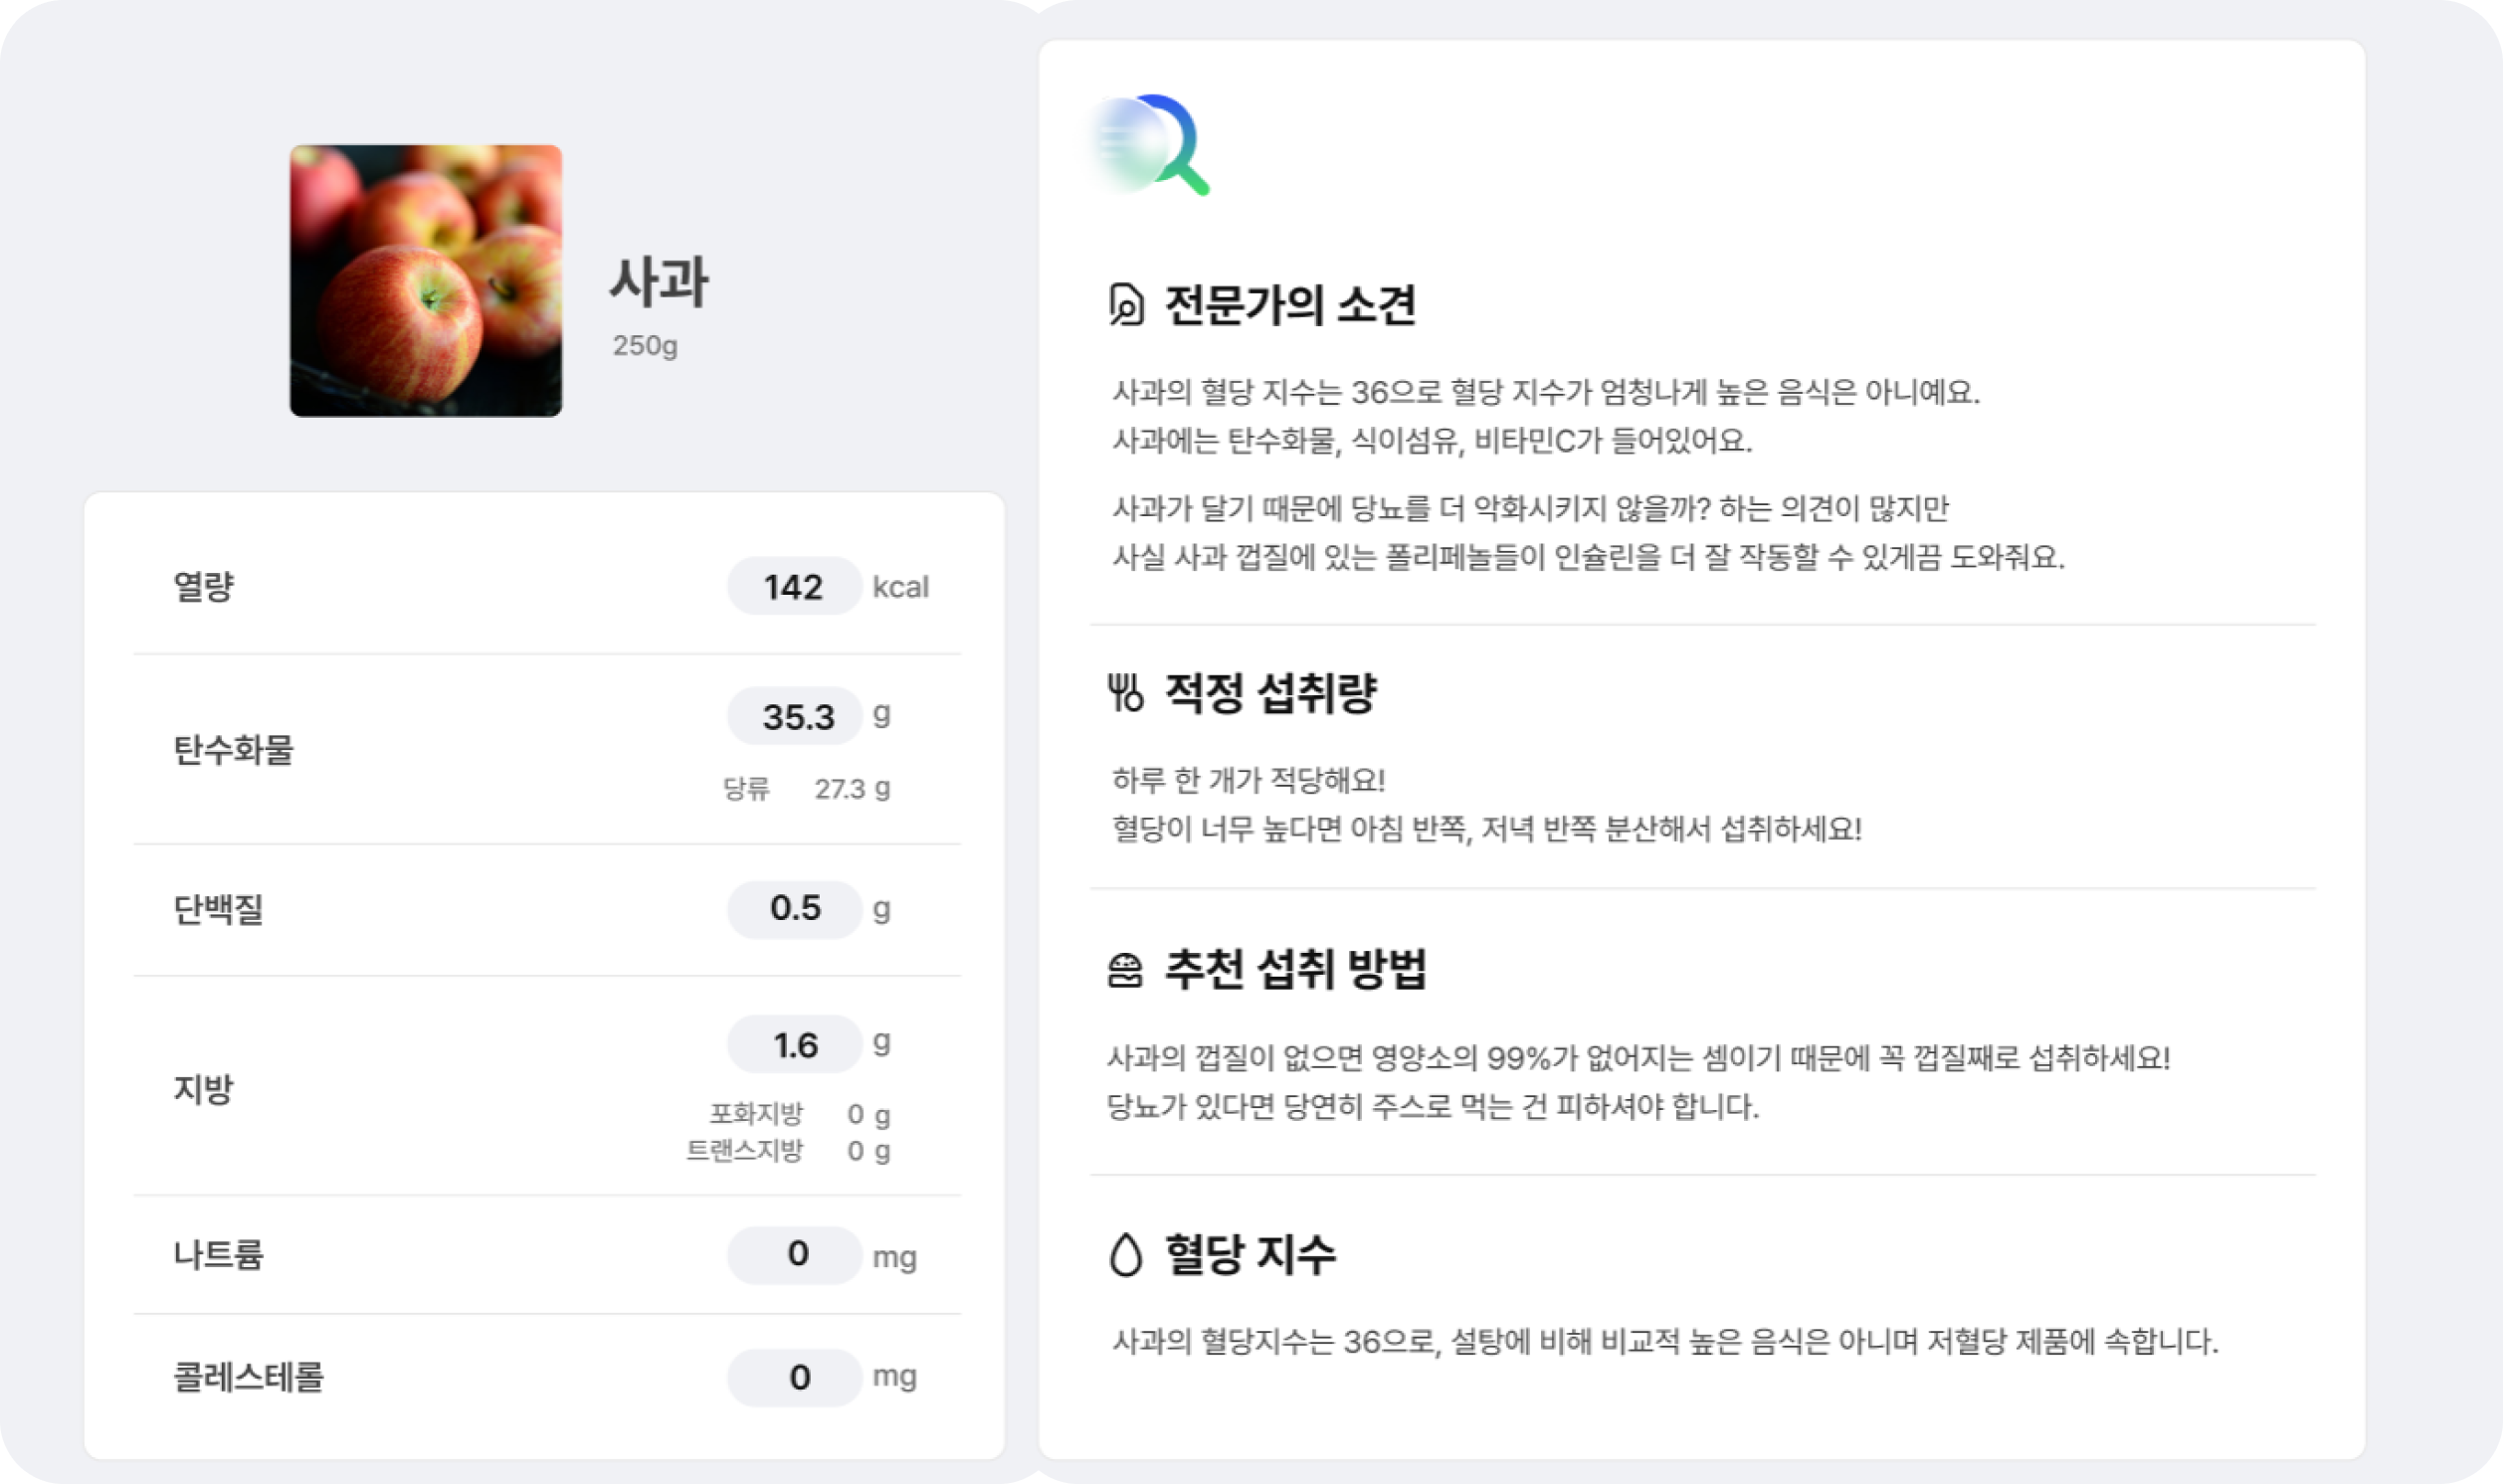 사과
250g
열량 142 kcal
탄수화물 35.3 g
당류 27.3 g
단백질 0.5 g
지방 1.6 g
포화지방 0 g
트랜스지방 0 g
나트륨 0 mg
콜레스테롤 0 mg
전문가의 소견
사과의 혈당 지수는 36으로 혈당 지수가 엄청나게 높은 음식은 아니예요.
사과에는 탄수화물, 식이섬유, 비타민C가 들어있어요.
사과가 달기 때문에 당뇨를 더 악화시키지 않을까? 하는 의견이 많지만
사실 사과 껍질에 있는 폴리페놀들이 인슐린을 더 잘 작동할 수 있게끔 도와줘요.
적정 섭취량
하루 한 개가 적당해요!
혈당이 너무 높다면 아침 반쪽, 저녁 반쪽 분산해서 섭취하세요!
추천 섭취 방법
사과의 껍질이 없으면 영양소의 99%가 없어지는 셈이기 때문에 꼭 껍질째로 섭취하세요!
당뇨가 있다면 당연히 주스로 먹는 건 피하셔야 합니다.
혈당 지수
사과의 혈당지수는 36으로, 설탕에 비해 비교적 높은 음식은 아니며 저혈당 제품에 속합니다.